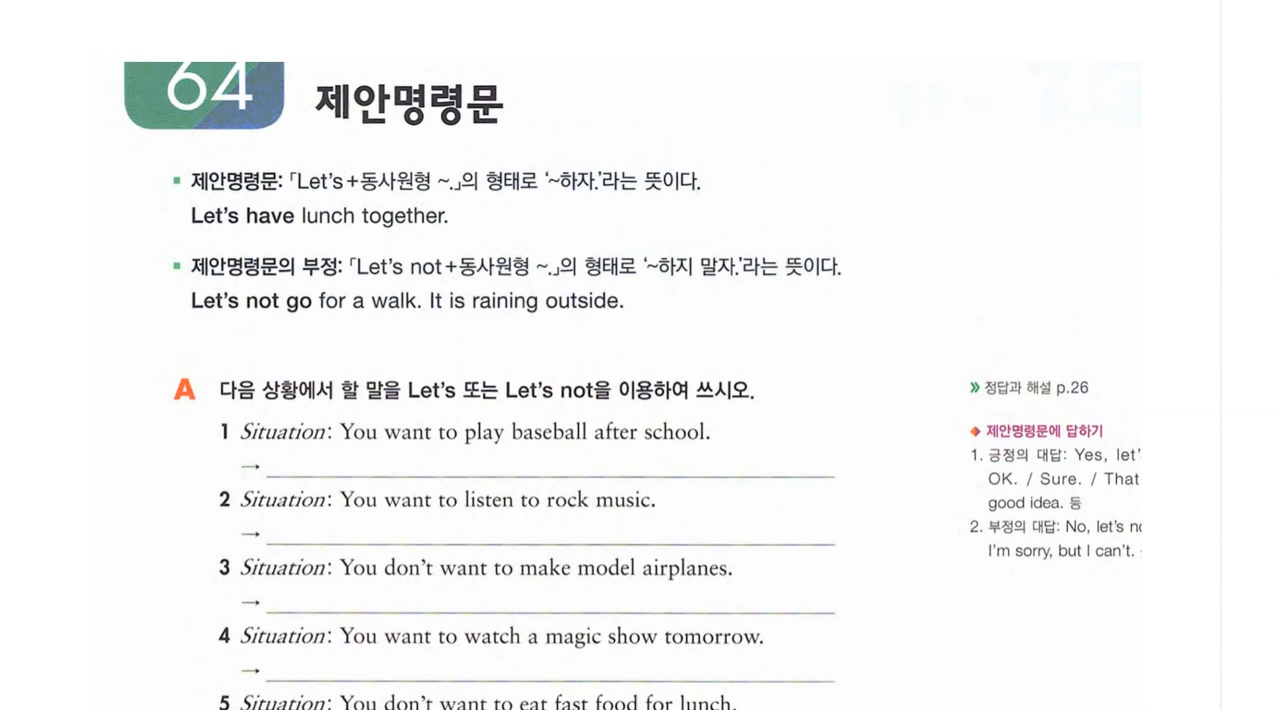 64 제안명령문
제안명령문: 「Let's+동사원형 ~.」의 형태로 '~하자.'라는 뜻이다.
Let's have lunch together.
제안명령문의 부정: 「Let's not+동사원형 ~.」의 형태로 '~하지 말자.'라는 뜻이다.
Let's not go for a walk. It is raining outside.
A 다음 상황에서 할 말을 Let's 또는 Let's not을 이용하여 쓰시오.
1 Situation: You want to play baseball after school.
→
2 Situation: You want to listen to rock music.
→
3 Situation: You don't want to make model airplanes.
→
4 Situation: You want to watch a magic show tomorrow.
→
5 Situation: You don't want to eat fast food for lunch.
» 정답과 해설 p.26
◆ 제안명령문에 답하기
1. 긍정의 대답: Yes, let'
OK. / Sure. / That
good idea. 등
2. 부정의 대답: No, let's
I'm sorry, but I can't.